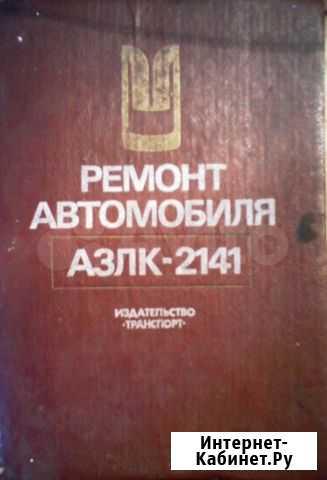 РЕМОНТ
АВТОМОБИЛЯ
АЗЛК-2141
ИЗДАТЕЛЬСТВО
•ТРАНСПОРТ•
Интернет-
Кабинет.Ру